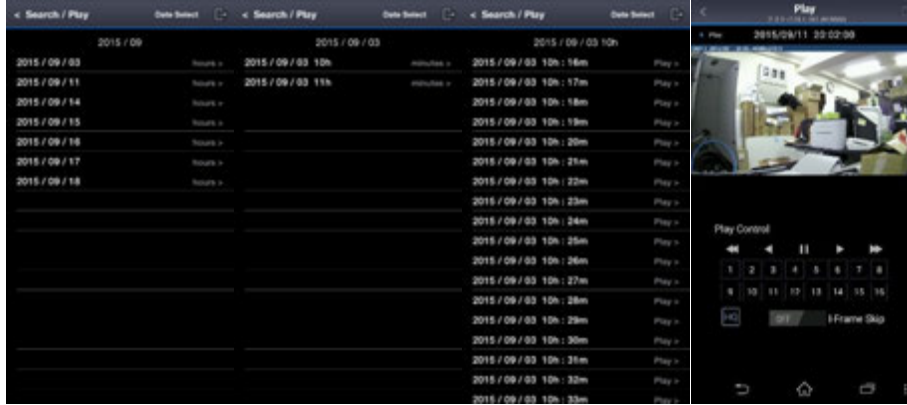 < Search / Play Date Select
2015 / 09
2015 / 09 / 03 hours >
2015 / 09 / 11 hours >
2015 / 09 / 14 hours >
2015 / 09 / 15 hours >
2015 / 09 / 16 hours >
2015 / 09 / 17 hours >
2015 / 09 / 18 hours >
< Search / Play Date Select
2015 / 09 / 03
2015 / 09 / 03 10h minutes >
2015 / 09 / 03 11h minutes >
< Search / Play Date Select
2015 / 09 / 03 10h
2015 / 09 / 03 10h : 16m Play >
2015 / 09 / 03 10h : 17m Play >
2015 / 09 / 03 10h : 18m Play >
2015 / 09 / 03 10h : 19m Play >
2015 / 09 / 03 10h : 20m Play >
2015 / 09 / 03 10h : 21m Play >
2015 / 09 / 03 10h : 22m Play >
2015 / 09 / 03 10h : 23m Play >
2015 / 09 / 03 10h : 24m Play >
2015 / 09 / 03 10h : 25m Play >
2015 / 09 / 03 10h : 26m Play >
2015 / 09 / 03 10h : 27m Play >
2015 / 09 / 03 10h : 28m Play >
2015 / 09 / 03 10h : 29m Play >
2015 / 09 / 03 10h : 30m Play >
2015 / 09 / 03 10h : 31m Play >
2015 / 09 / 03 10h : 32m Play >
2015 / 09 / 03 10h : 33m Play >
Play
< Play 2015/09/11 20:02:00
Play Control
1 2 3 4 5 6 7 8
9 10 11 12 13 14 15 16
HQ OFF I-Frame Skip